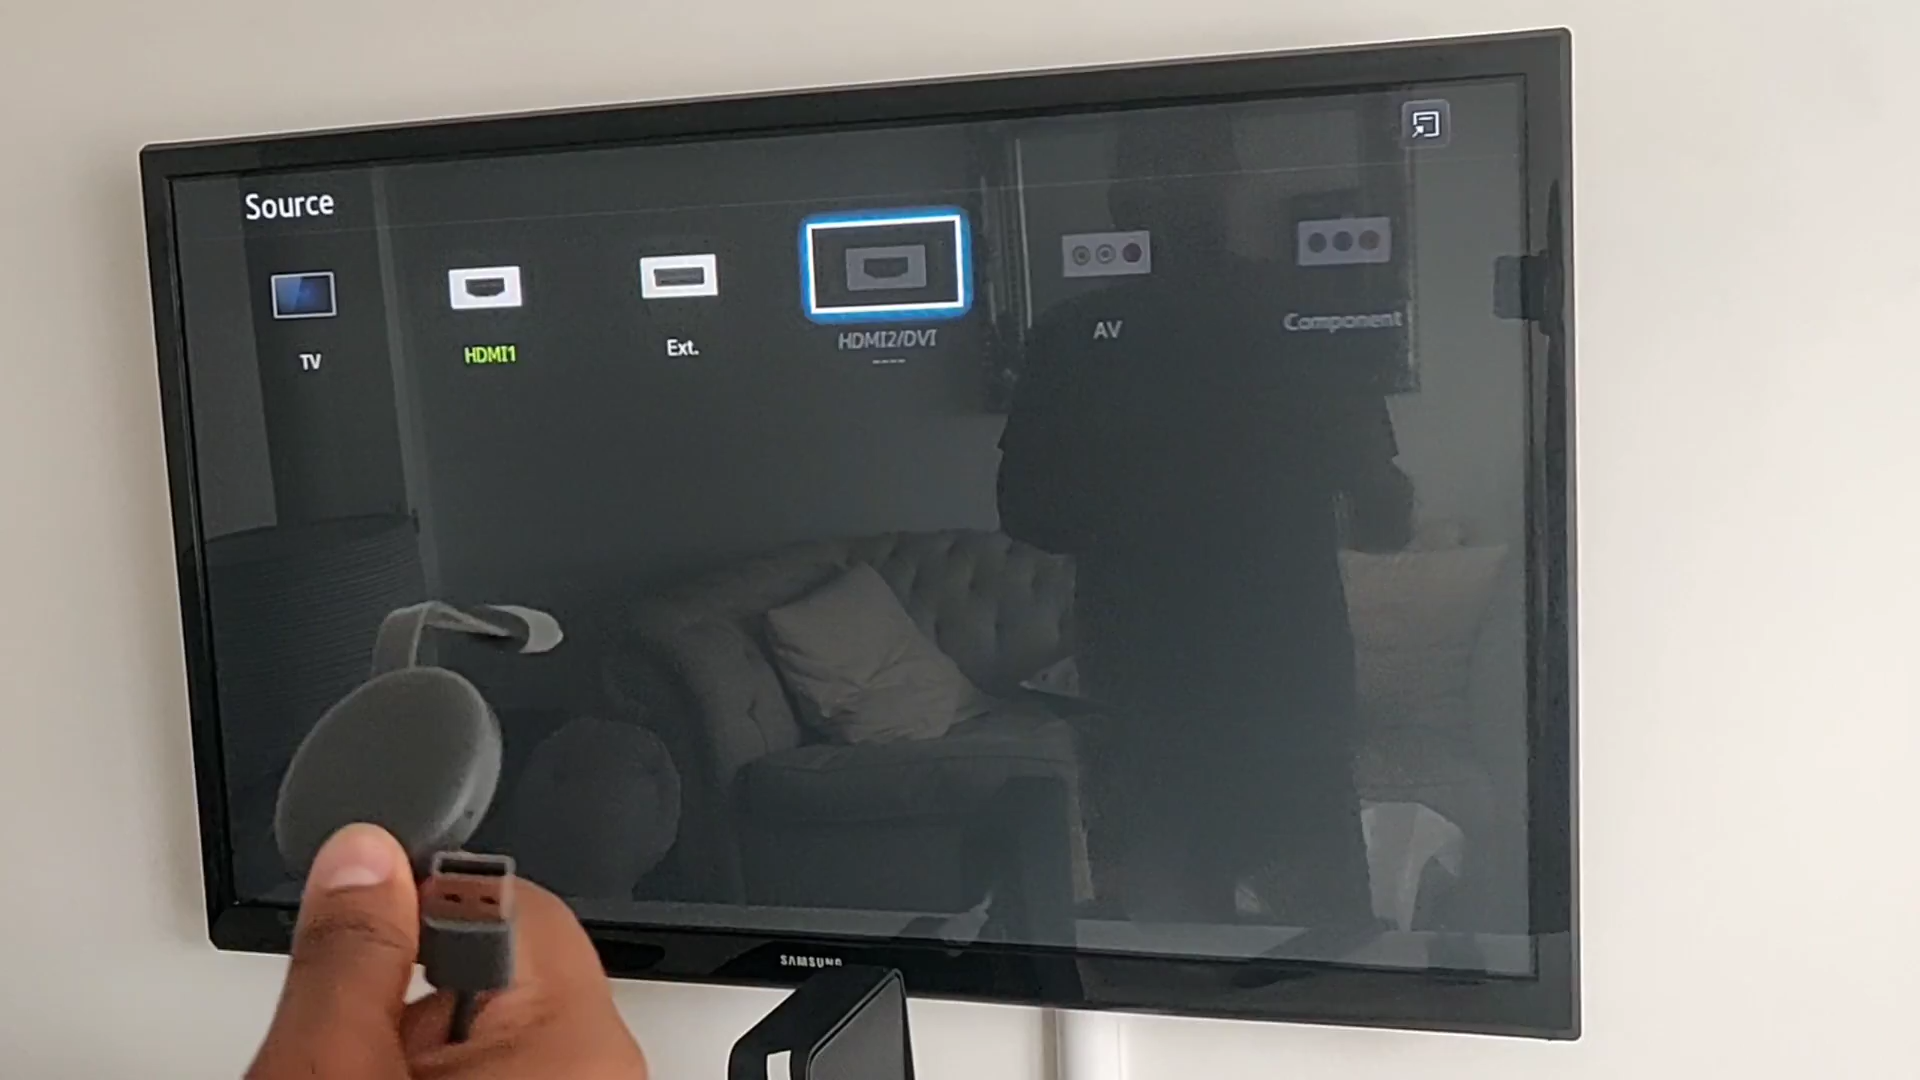 Source
TV
HDMI1
Ext.
HDMI2/DVI
----
AV
Component
SAMSUNG